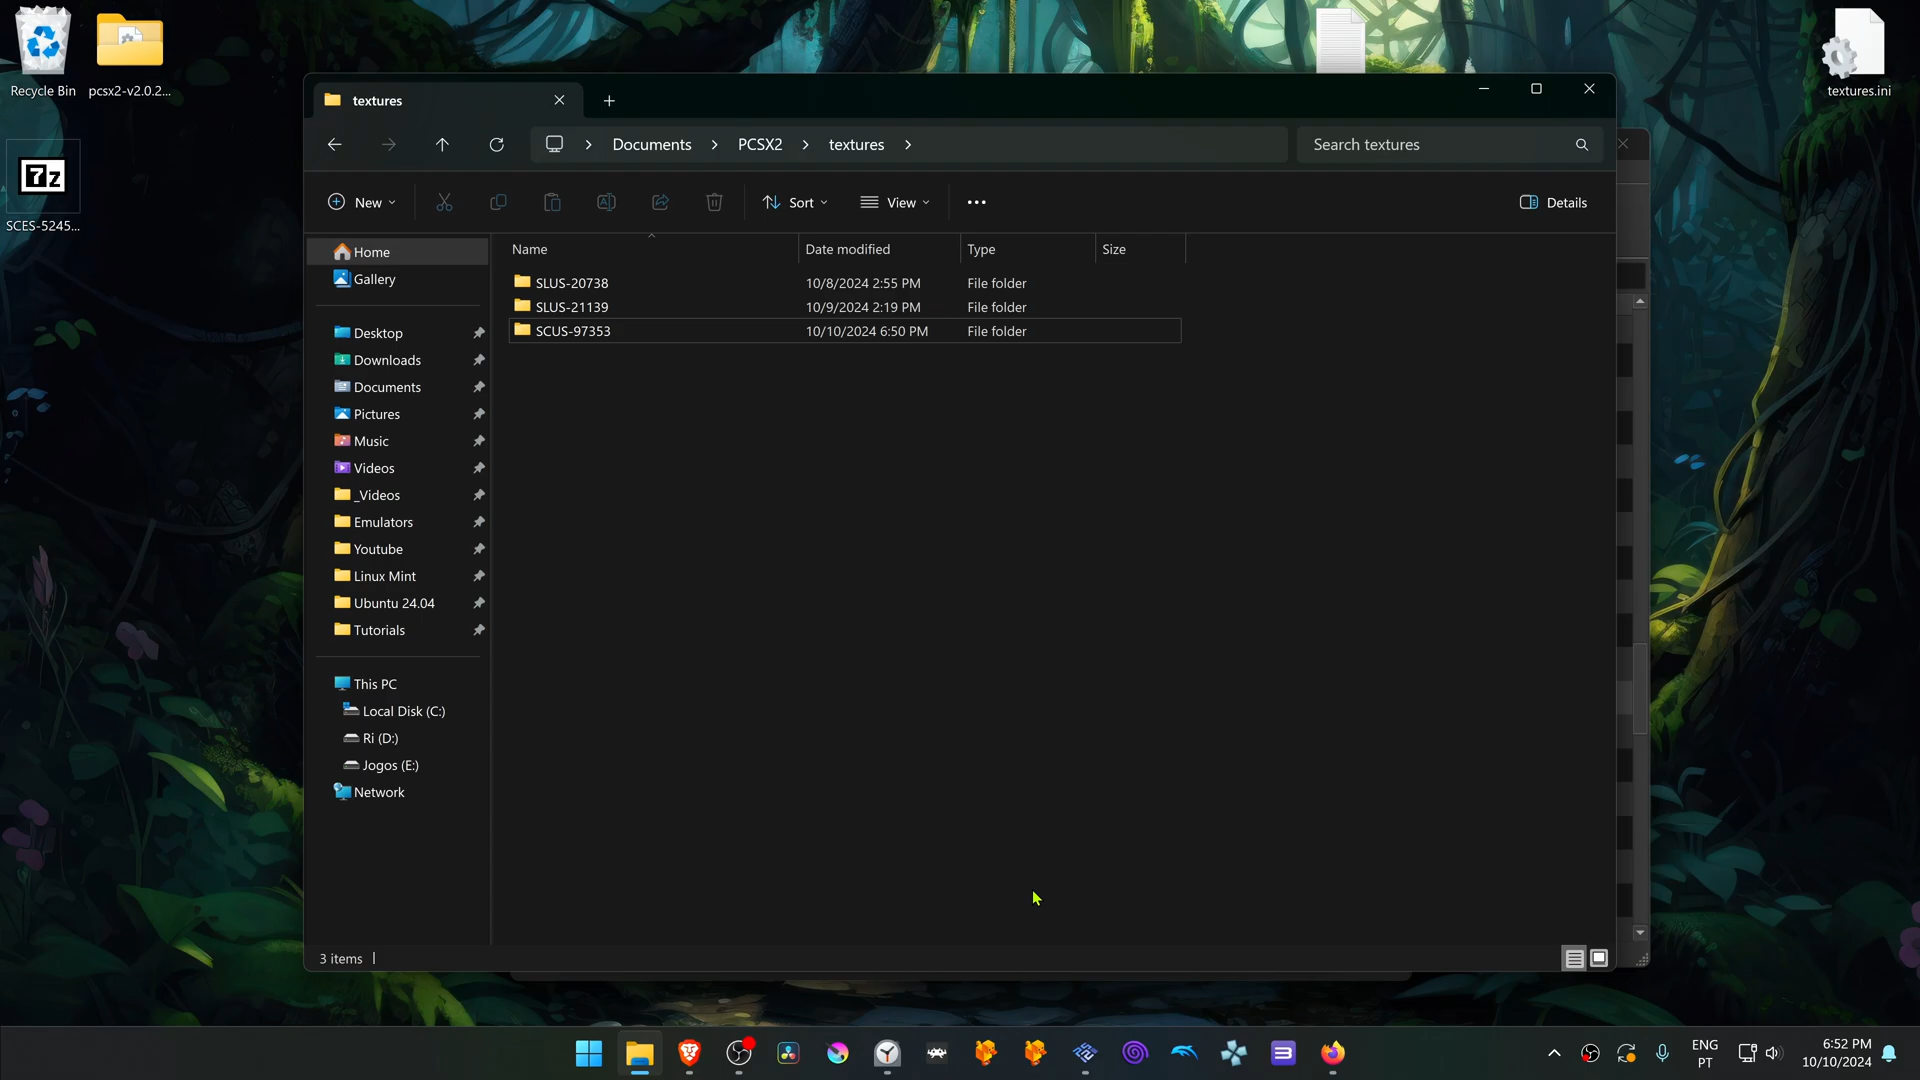 Recycle Bin
pcsx2-v2.0.2...
SCES-5245...
textures.ini
textures
Documents
PCSX2
textures
Search textures
New
Sort
View
Details
Name
Date modified
Type
Size
SLUS-20738
10/8/2024 2:55 PM
File folder
SLUS-21139
10/9/2024 2:19 PM
File folder
SCUS-97353
10/10/2024 6:50 PM
File folder
Home
Gallery
Desktop
Downloads
Documents
Pictures
Music
Videos
_Videos
Emulators
Youtube
Linux Mint
Ubuntu 24.04
Tutorials
This PC
Local Disk (C:)
Ri (D:)
Jogos (E:)
Network
3 items
ENG
PT
6:52 PM
10/10/2024
7z
3